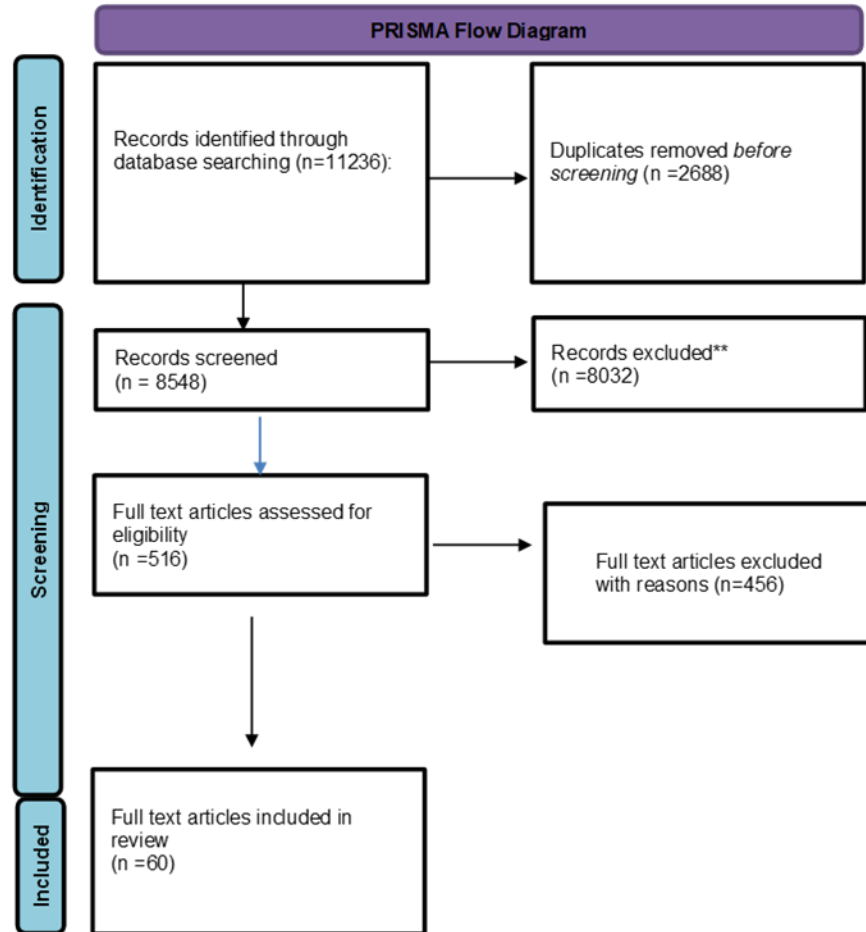 PRISMA Flow Diagram
Identification
Records identified through
database searching (n=11236):
Duplicates removed before
screening (n =2688)
Screening
Records screened
(n = 8548)
Records excluded**
(n =8032)
Full text articles assessed for
eligibility
(n =516)
Full text articles excluded
with reasons (n=456)
Included
Full text articles included in
review
(n =60)